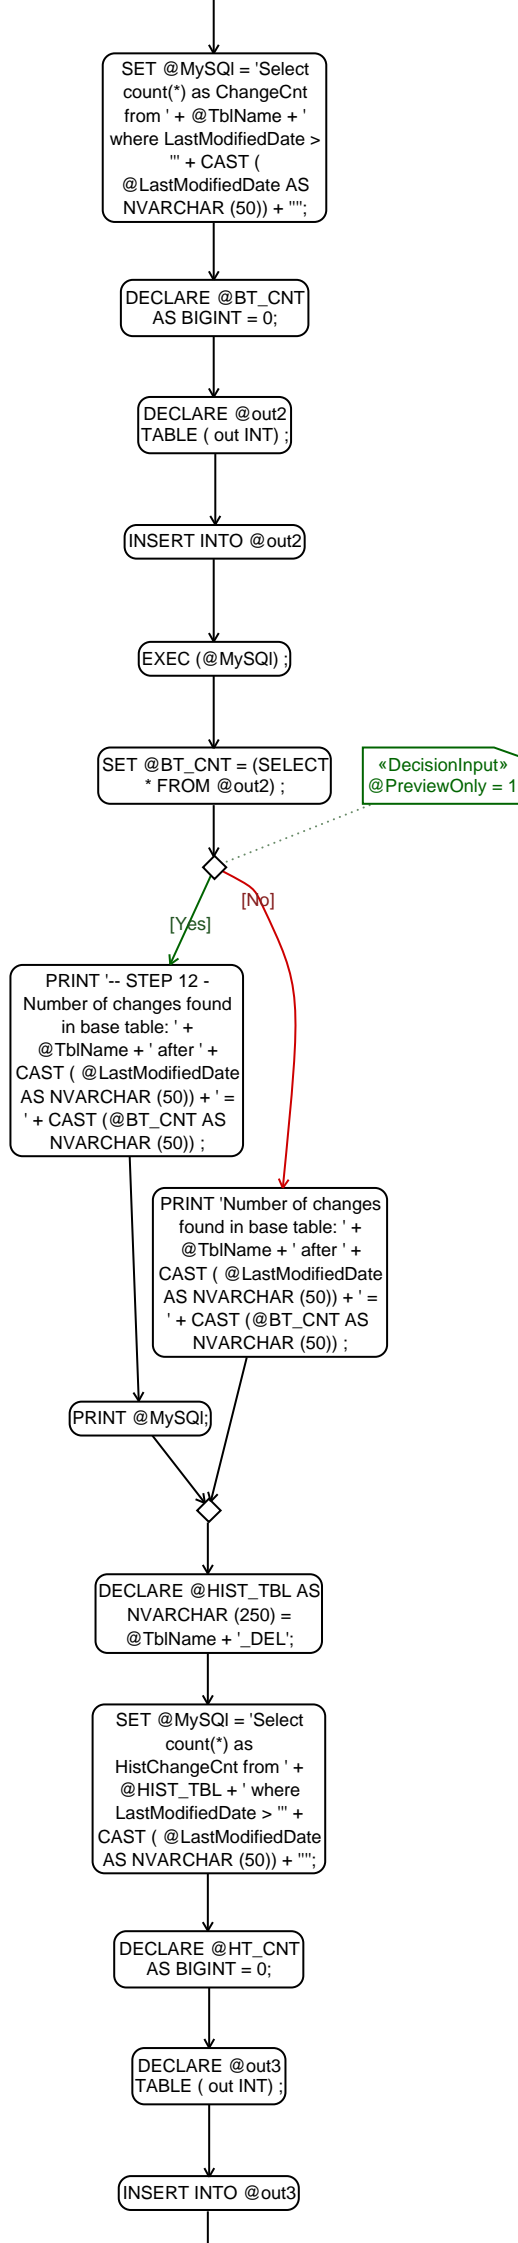 SET @MySQl = 'Select
count(*) as ChangeCnt
from ' + @TblName + '
where LastModifiedDate >
''' + CAST (
@LastModifiedDate AS
NVARCHAR (50)) + '''';
DECLARE @BT_CNT
AS BIGINT = 0;
DECLARE @out2
TABLE ( out INT) ;
INSERT INTO @out2
EXEC (@MySQl) ;
SET @BT_CNT = (SELECT
* FROM @out2) ;
«DecisionInput»
@PreviewOnly = 1
[No]
[Yes]
PRINT '-- STEP 12 -
Number of changes found
in base table: ' +
@TblName + ' after ' +
CAST ( @LastModifiedDate
AS NVARCHAR (50)) + ' =
' + CAST (@BT_CNT AS
NVARCHAR (50)) ;
PRINT 'Number of changes
found in base table: ' +
@TblName + ' after ' +
CAST ( @LastModifiedDate
AS NVARCHAR (50)) + ' =
' + CAST (@BT_CNT AS
NVARCHAR (50)) ;
PRINT @MySQl;
DECLARE @HIST_TBL AS
NVARCHAR (250) =
@TblName + '_DEL';
SET @MySQl = 'Select
count(*) as
HistChangeCnt from ' +
@HIST_TBL + ' where
LastModifiedDate > ''' +
CAST ( @LastModifiedDate
AS NVARCHAR (50)) + '''';
DECLARE @HT_CNT
AS BIGINT = 0;
DECLARE @out3
TABLE ( out INT) ;
INSERT INTO @out3